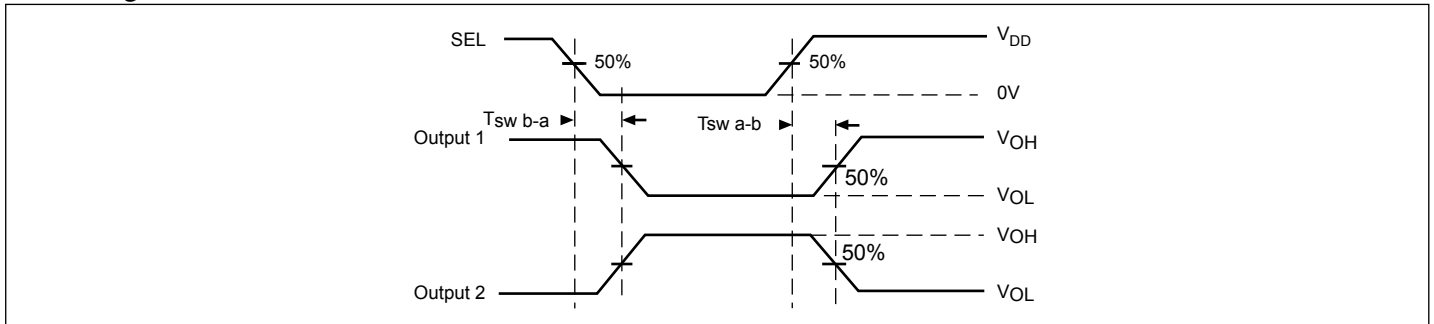 SEL
50%
50%
VDD
0V
Tsw b-a
Tsw a-b
Output 1
VOH
50%
VOL
VOH
50%
Output 2
VOL